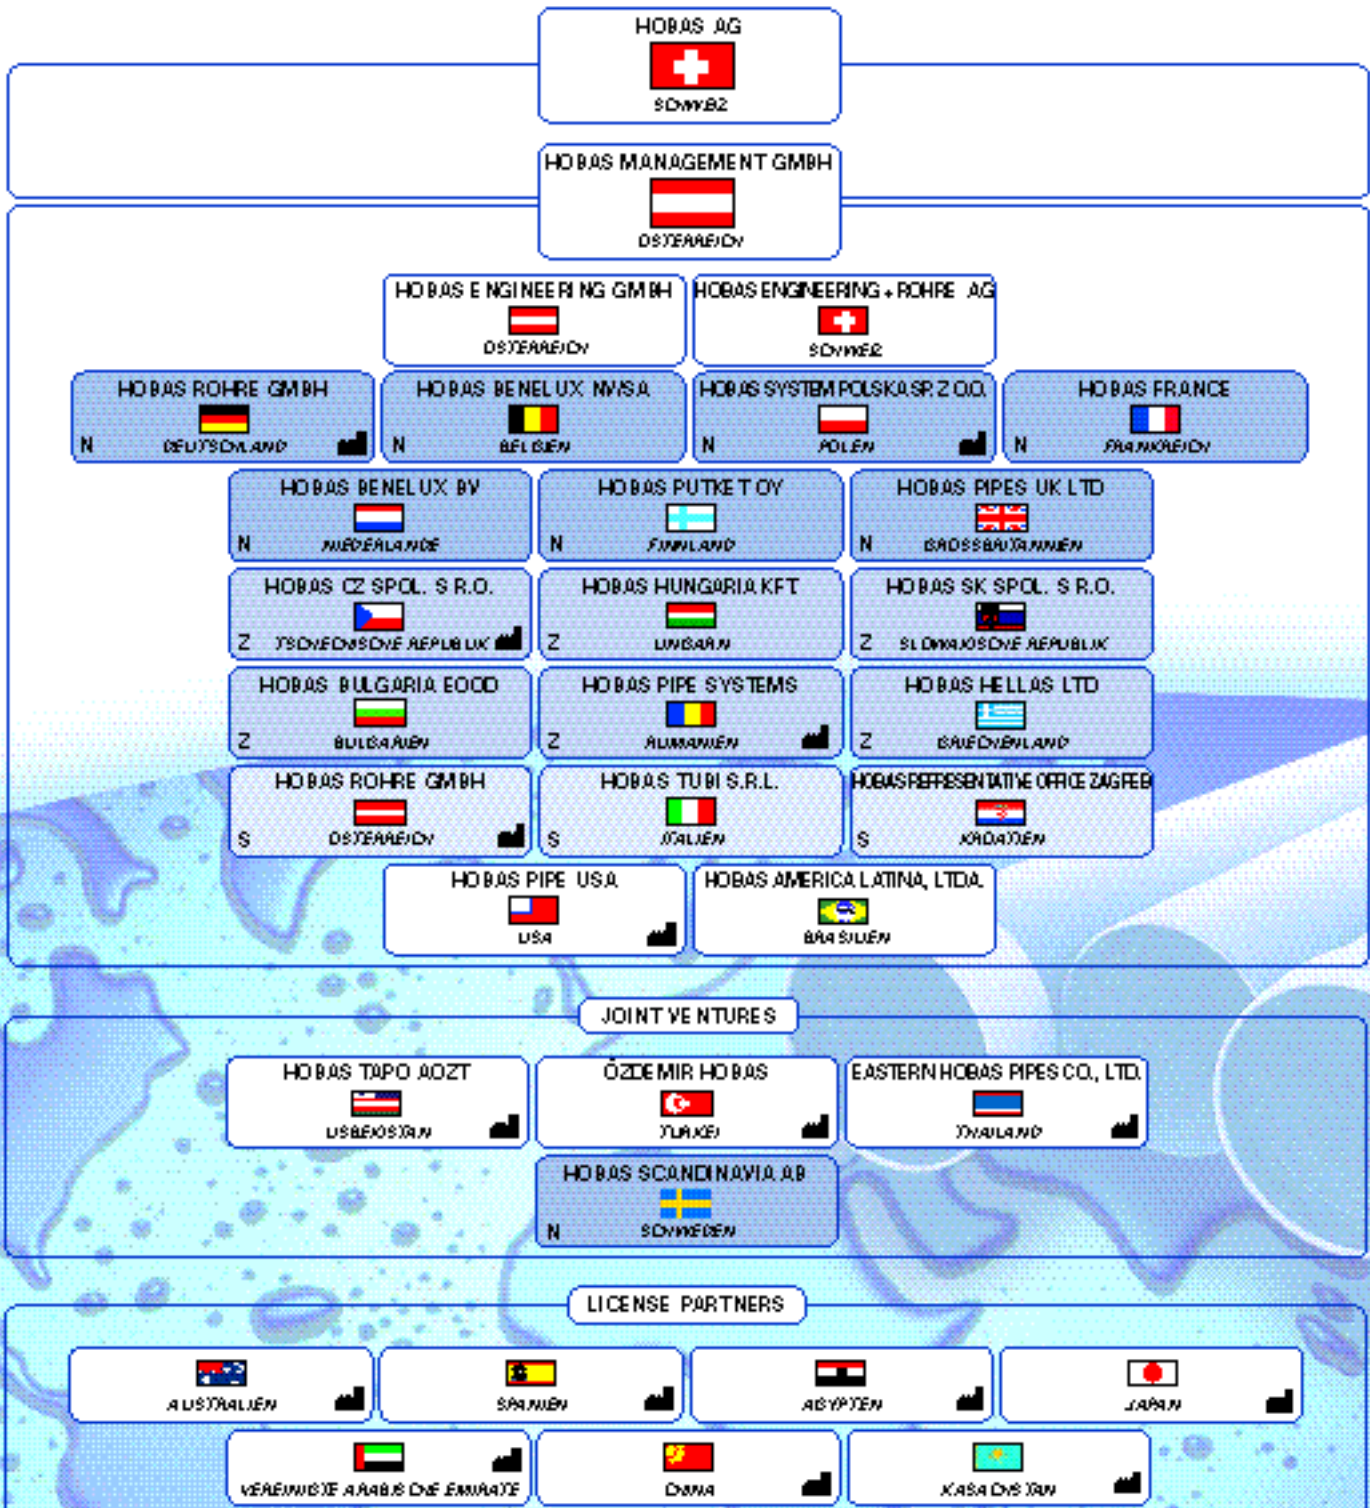 HOBAS AG
SCHWEIZ
HOBAS MANAGEMENT GMBH
ÖSTERREICH
HOBAS ENGINEERING GMBH
ÖSTERREICH
HOBAS ENGINEERING + ROHRE AG
SCHWEIZ
HOBAS ROHRE GMBH
N DEUTSCHLAND
HOBAS BENELUX NV/SA
N BELGIEN
HOBAS SYSTEM POLSKA SP. Z O.O.
N POLEN
HOBAS FRANCE
N FRANKREICH
HOBAS BENELUX BV
N NIEDERLANDE
HOBAS PUTKET OY
N FINNLAND
HOBAS PIPES UK LTD
N GROSSBRITANNIEN
HOBAS CZ SPOL. S R.O.
Z TSCHECHISCHE REPUBLIK
HOBAS HUNGARIA KFT
Z UNGARN
HOBAS SK SPOL. S R.O.
Z SLOWAKISCHE REPUBLIK
HOBAS BULGARIA EOOD
Z BULGARIEN
HOBAS PIPE SYSTEMS
Z RUMÄNIEN
HOBAS HELLAS LTD
Z GRIECHENLAND
HOBAS ROHRE GMBH
S ÖSTERREICH
HOBAS TUBI S.R.L.
S ITALIEN
HOBAS REPRESENTATIVE OFFICE ZAGREB
S KROATIEN
HOBAS PIPE USA
USA
HOBAS AMERICA LATINA, LTDA.
BRASILIEN
JOINT VENTURES
HOBAS TAPO AOZT
USBEKISTAN
ÖZDEMIR HOBAS
TÜRKEI
EASTERN HOBAS PIPES CO., LTD.
THAILAND
HOBAS SCANDINAVIA AB
N SCHWEDEN
LICENSE PARTNERS
AUSTRALIEN
SPANIEN
ÄGYPTEN
JAPAN
VEREINIGTE ARABISCHE EMIRATE
CHINA
KASACHSTAN